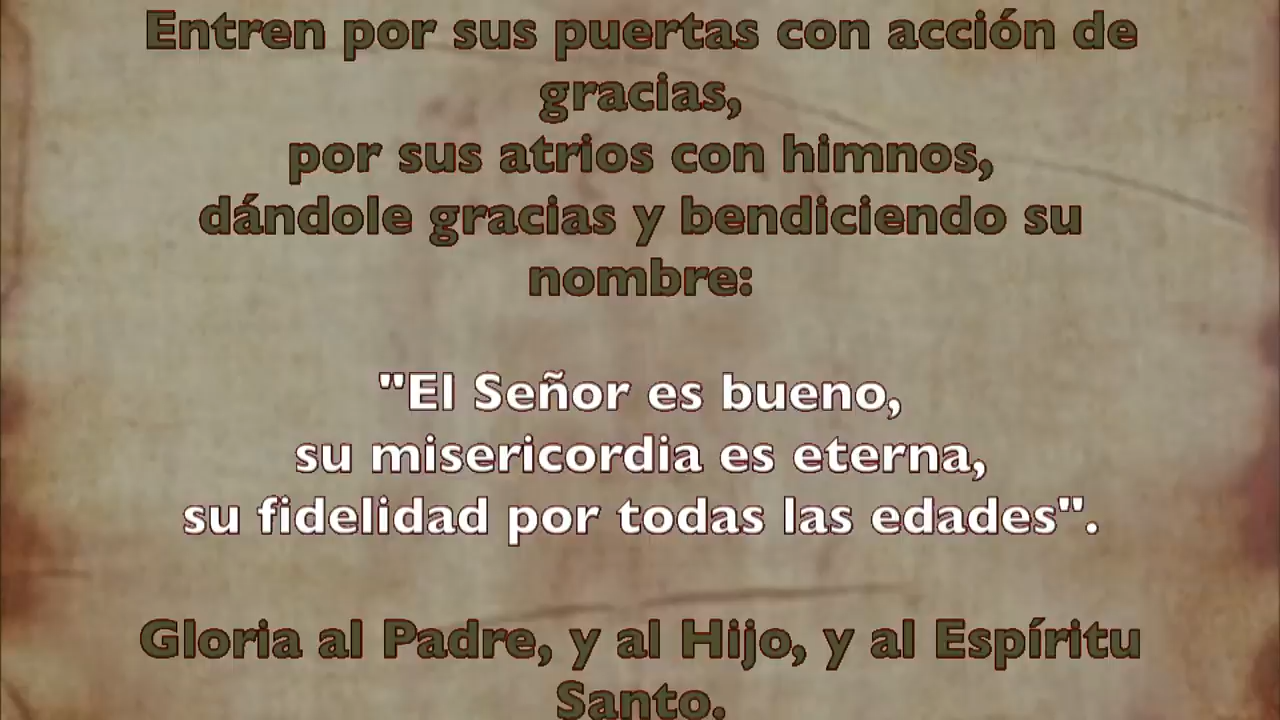 Entren por sus puertas con acción de
gracias,
por sus atrios con himnos,
dándole gracias y bendiciendo su
nombre:
"El Señor es bueno,
su misericordia es eterna,
su fidelidad por todas las edades".
Gloria al Padre, y al Hijo, y al Espíritu
Santo.